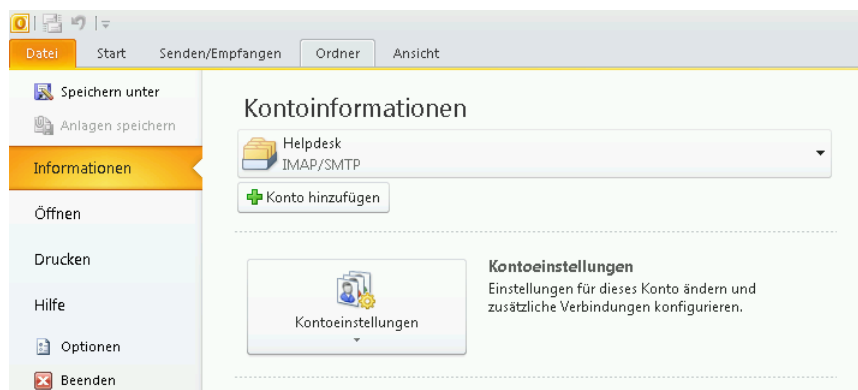 Datei Start Senden/Empfangen Ordner Ansicht
Speichern unter
Anlagen speichern
Informationen
Öffnen
Drucken
Hilfe
Optionen
Beenden
Kontoinformationen
Helpdesk
IMAP/SMTP
Konto hinzufügen
Kontoeinstellungen
Kontoeinstellungen
Einstellungen für dieses Konto ändern und
zusätzliche Verbindungen konfigurieren.